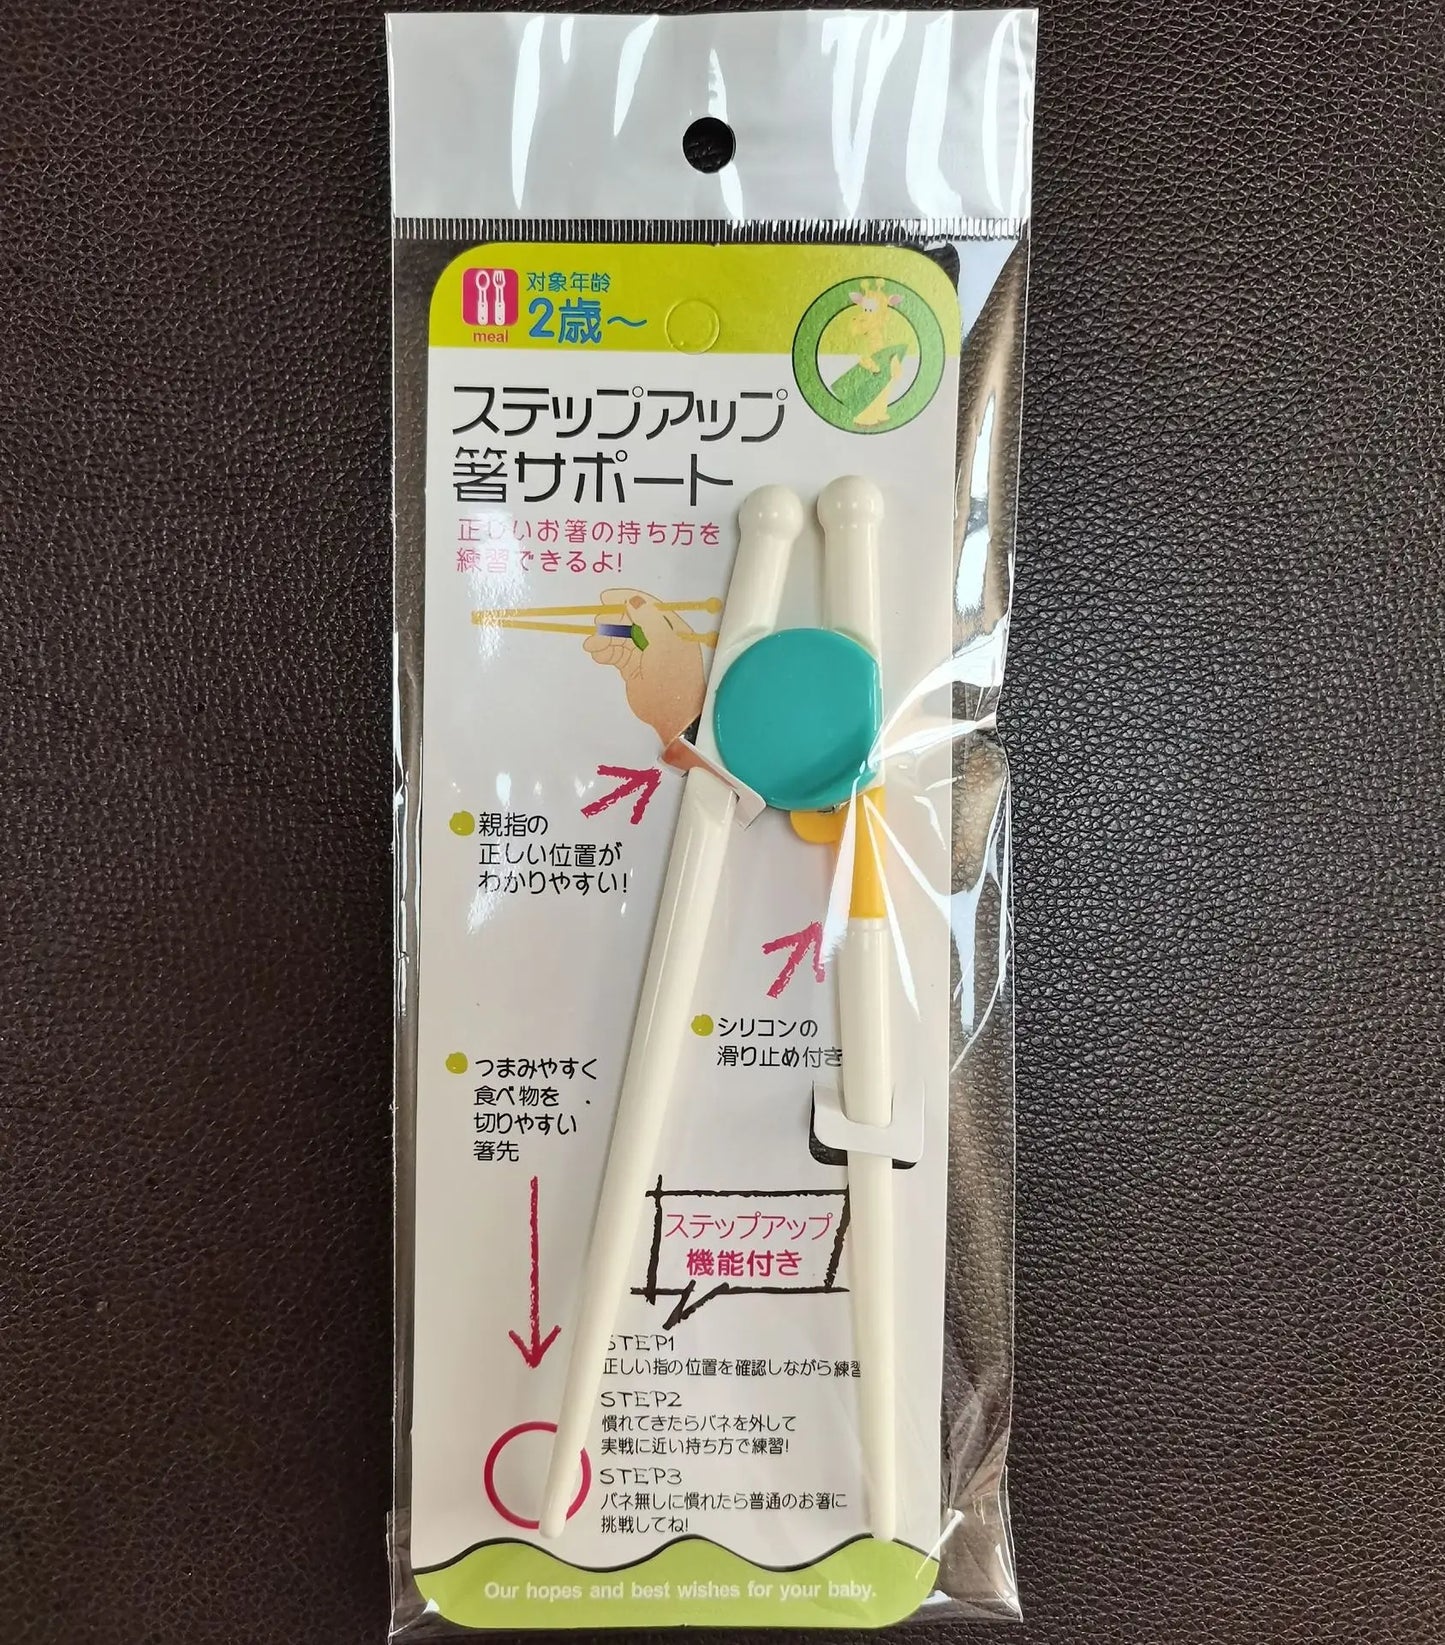 meal
对象年齢
2歳〜
ステップアップ
箸サポート
正しいお箸の持ち方を
練習できるよ!
親指の
正しい位置が
わかりやすい!
シリコンの
滑り止め付き
つまみやすく
食べ物を
切りやすい
箸先
ステップアップ
機能付き
STEP1
正しい指の位置を確認しながら練習
STEP2
慣れてきたらバネを外して
実戦に近い持ち方で練習!
STEP3
バネ無しに慣れたら普通のお箸に
挑戦してね!
Our hopes and best wishes for your baby.